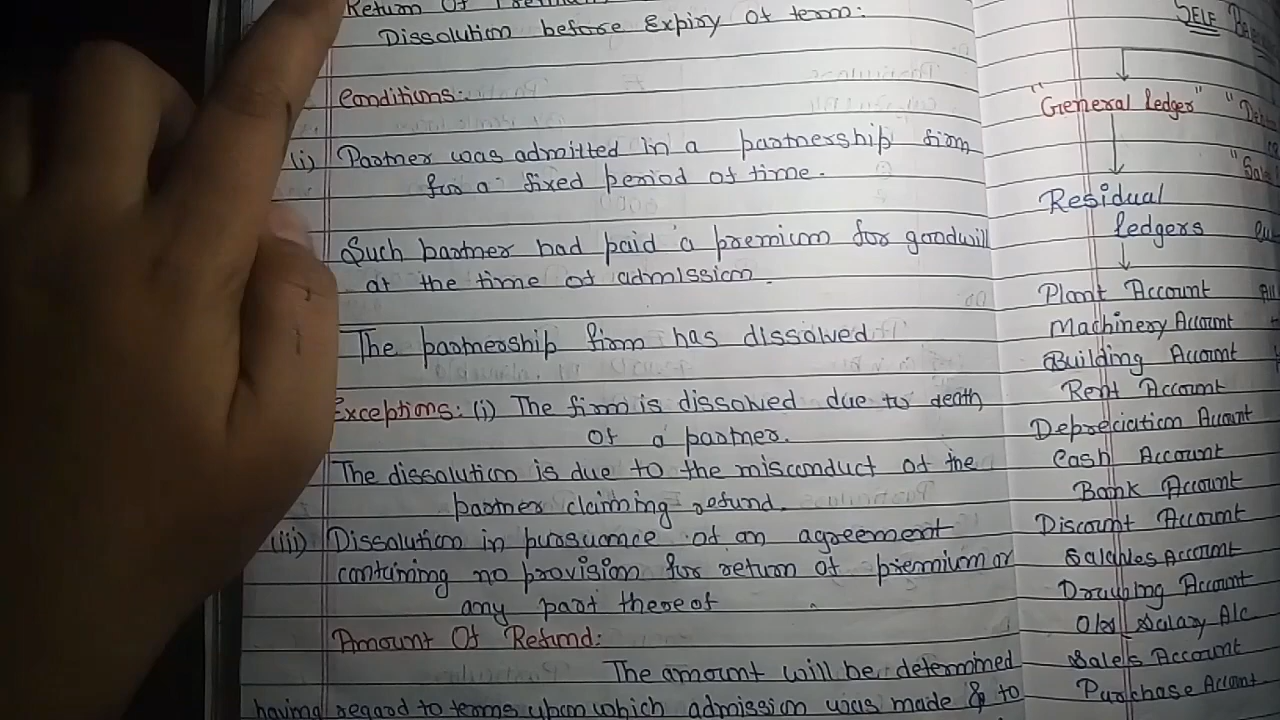 Return Of
Dissolution before Expiry of term:
Conditions:
(i) Partner was admitted in a partnership firm
for a fixed period of time.
Such partner had paid a premium for goodwill
at the time of admission.
The partnership firm has dissolved
Exceptions: (i) The firm is dissolved due to death
of a partner.
The dissolution is due to the misconduct of the
partner claiming refund.
(iii) Dissolution in pursuance of an agreement
containing no provision for return of premium or
any part thereof
Amount Of Refund:
The amount will be determined
having regard to terms upon which admission was made & to
SELF
"General ledger"
Residual
ledgers
Plant Account
Machinery Account
Building Account
Rent Account
Depreciation Account
Cash Account
Bank Account
Discount Account
Account
Account
Salary A/c
Sales Account
Purchase Account